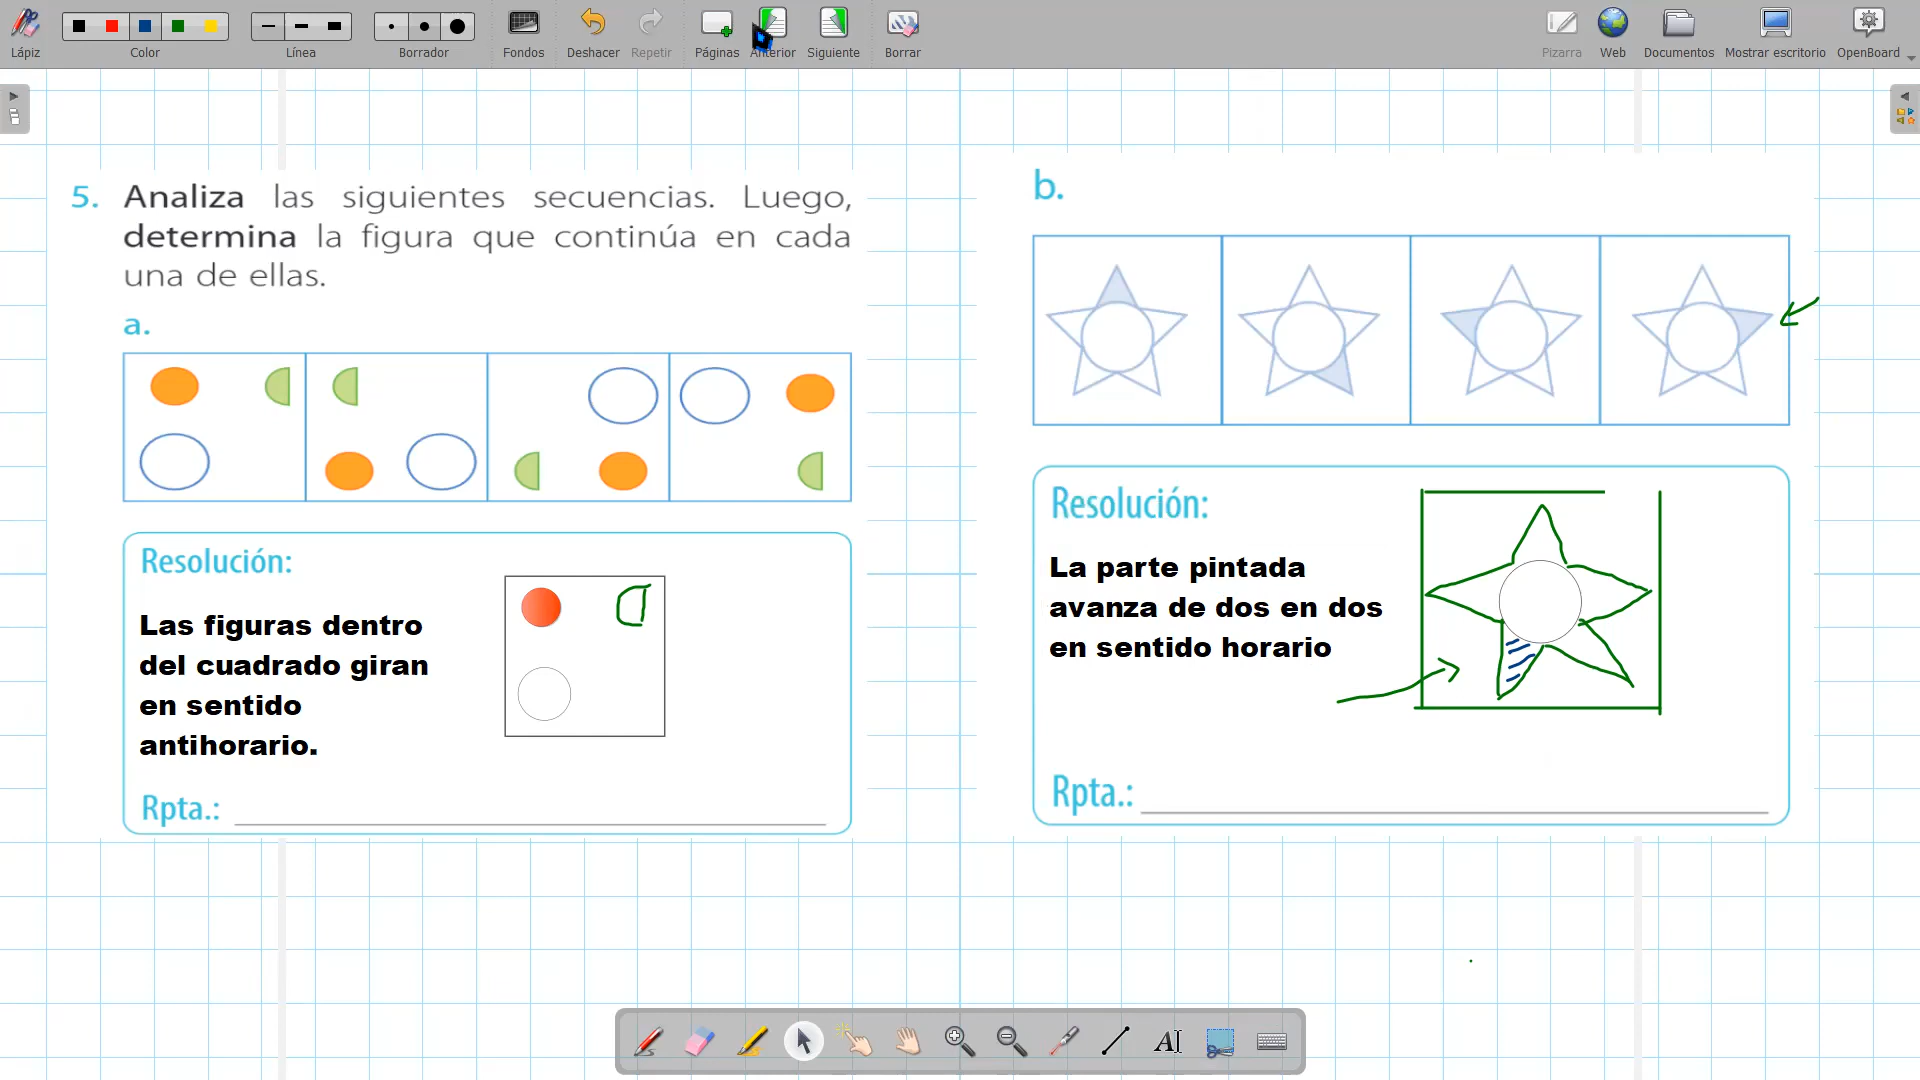 Lápiz
Color
Línea
Borrador
Fondos
Deshacer
Repetir
Páginas
Anterior
Siguiente
Borrar
Pizarra
Web
Documentos
Mostrar escritorio
OpenBoard
5. Analiza las siguientes secuencias. Luego,
determina la figura que continúa en cada
una de ellas.
a.
Resolución:
Las figuras dentro
del cuadrado giran
en sentido
antihorario.
Rpta.:
b.
Resolución:
La parte pintada
avanza de dos en dos
en sentido horario
Rpta.: